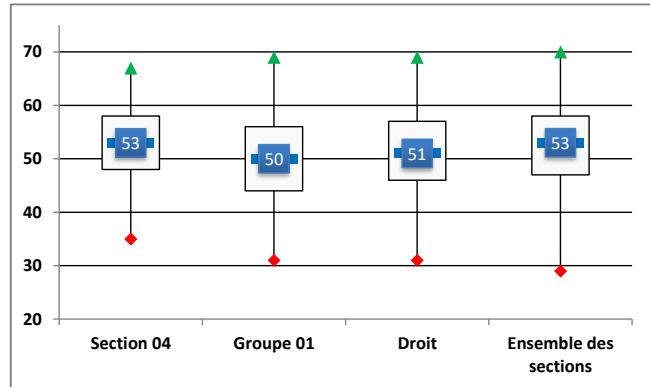 70
60
50
40
30
20
53
50
51
53
Section 04
Groupe 01
Droit
Ensemble des
sections